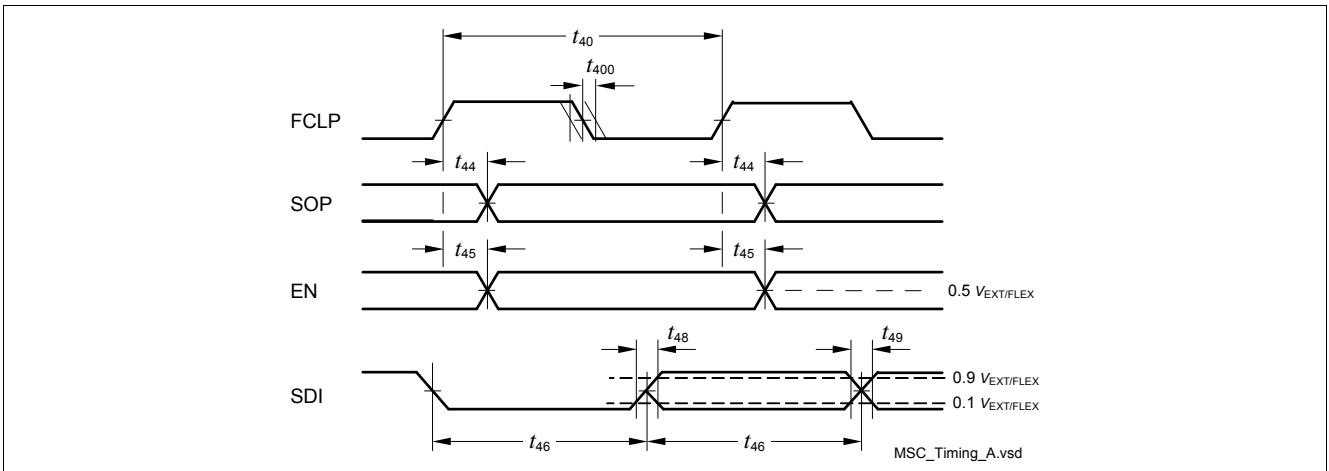 t40
t400
FCLP
t44 t44
SOP
t45 t45
EN
0.5 VEXT/FLEX
t48 t49
0.9 VEXT/FLEX
SDI
0.1 VEXT/FLEX
t46 t46
MSC_Timing_A.vsd